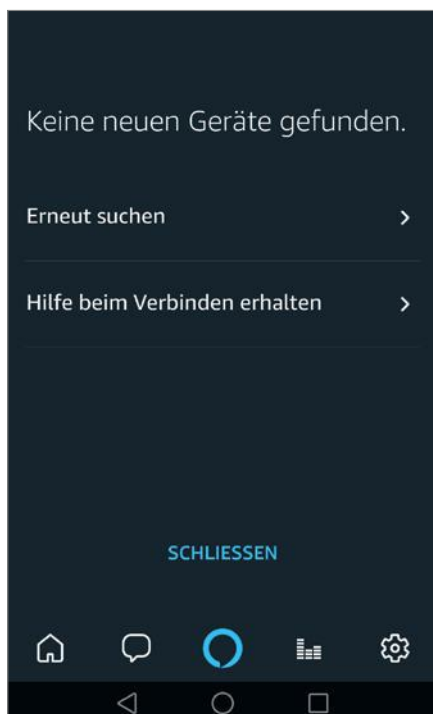 Keine neuen Geräte gefunden.
Erneut suchen
Hilfe beim Verbinden erhalten
SCHLIESSEN